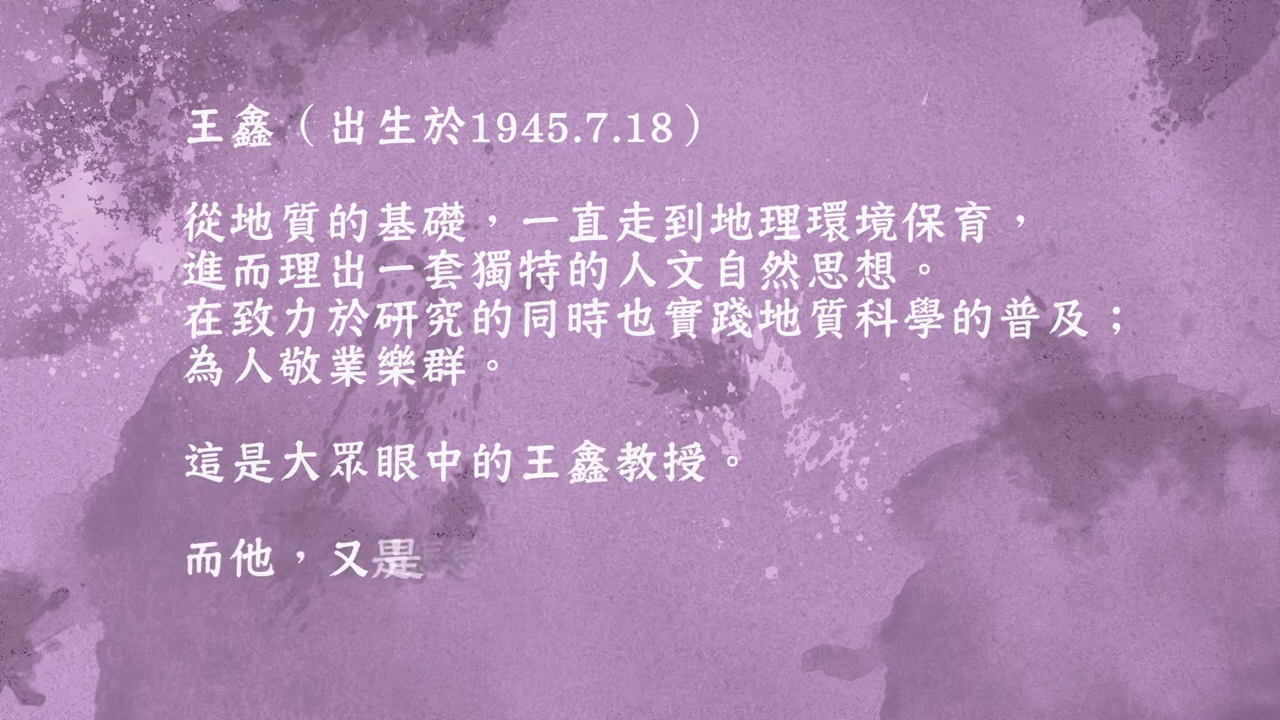 王鑫（出生於1945.7.18）
從地質的基礎，一直走到地理環境保育，
進而理出一套獨特的人文自然思想。
在致力於研究的同時也實踐地質科學的普及；
為人敬業樂群。
這是大眾眼中的王鑫教授。
而他，又是